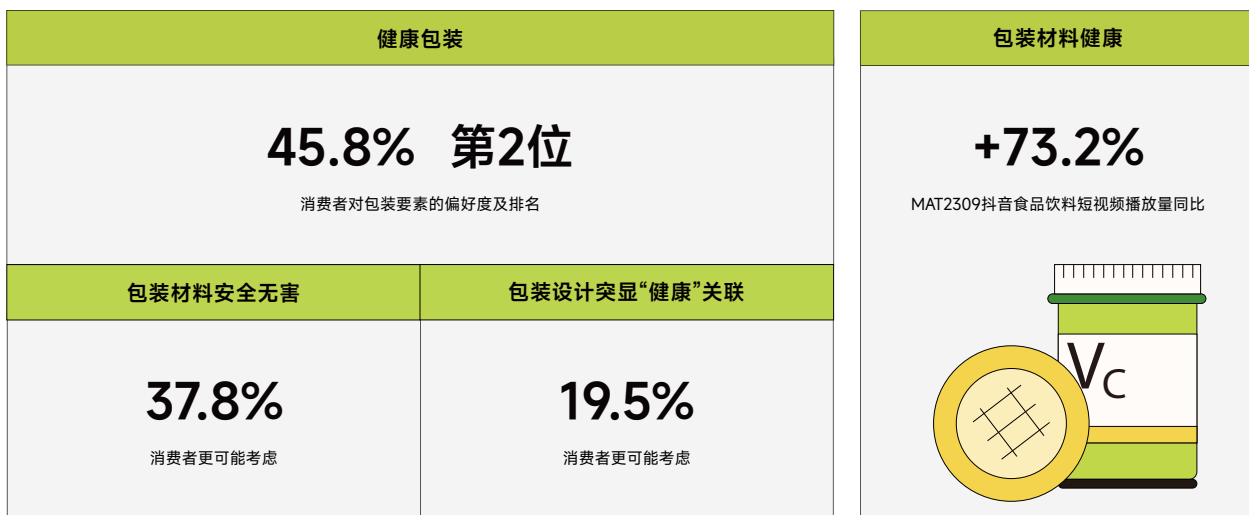 健康包装
45.8% 第2位
消费者对包装要素的偏好度及排名
包装材料安全无害
37.8%
消费者更可能考虑
包装设计突显“健康”关联
19.5%
消费者更可能考虑
包装材料健康
+73.2%
MAT2309抖音食品饮料短视频播放量同比
VC